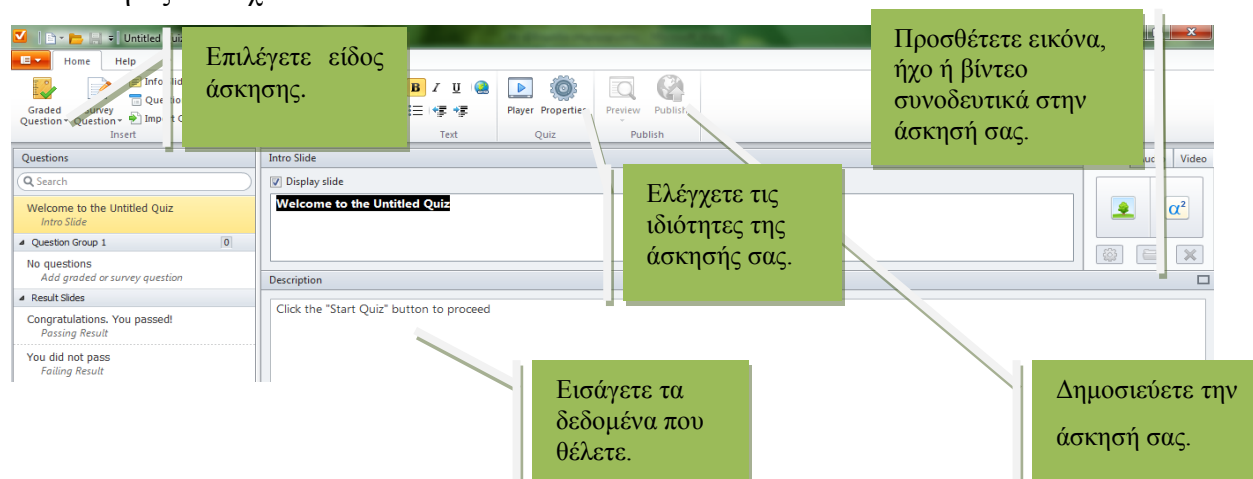 Untitled
Home Help
Επιλέγετε είδος
άσκησης.
Προσθέτετε εικόνα,
ήχο ή βίντεο
συνοδευτικά στην
άσκησή σας.
Graded
Question
Survey
Question
Info
Import
Insert
B I U
Text
Player Properties
Quiz
Preview Publish
Publish
Questions
Search
Welcome to the Untitled Quiz
Intro Slide
Question Group 1 0
No questions
Add graded or survey question
Result Slides
Congratulations. You passed!
Passing Result
You did not pass
Failing Result
Intro Slide
Display slide
Welcome to the Untitled Quiz
Video
α²
Ελέγχετε τις
ιδιότητες της
άσκησής σας.
Description
Click the "Start Quiz" button to proceed
Εισάγετε τα
δεδομένα που
θέλετε.
Δημοσιεύετε την
άσκησή σας.